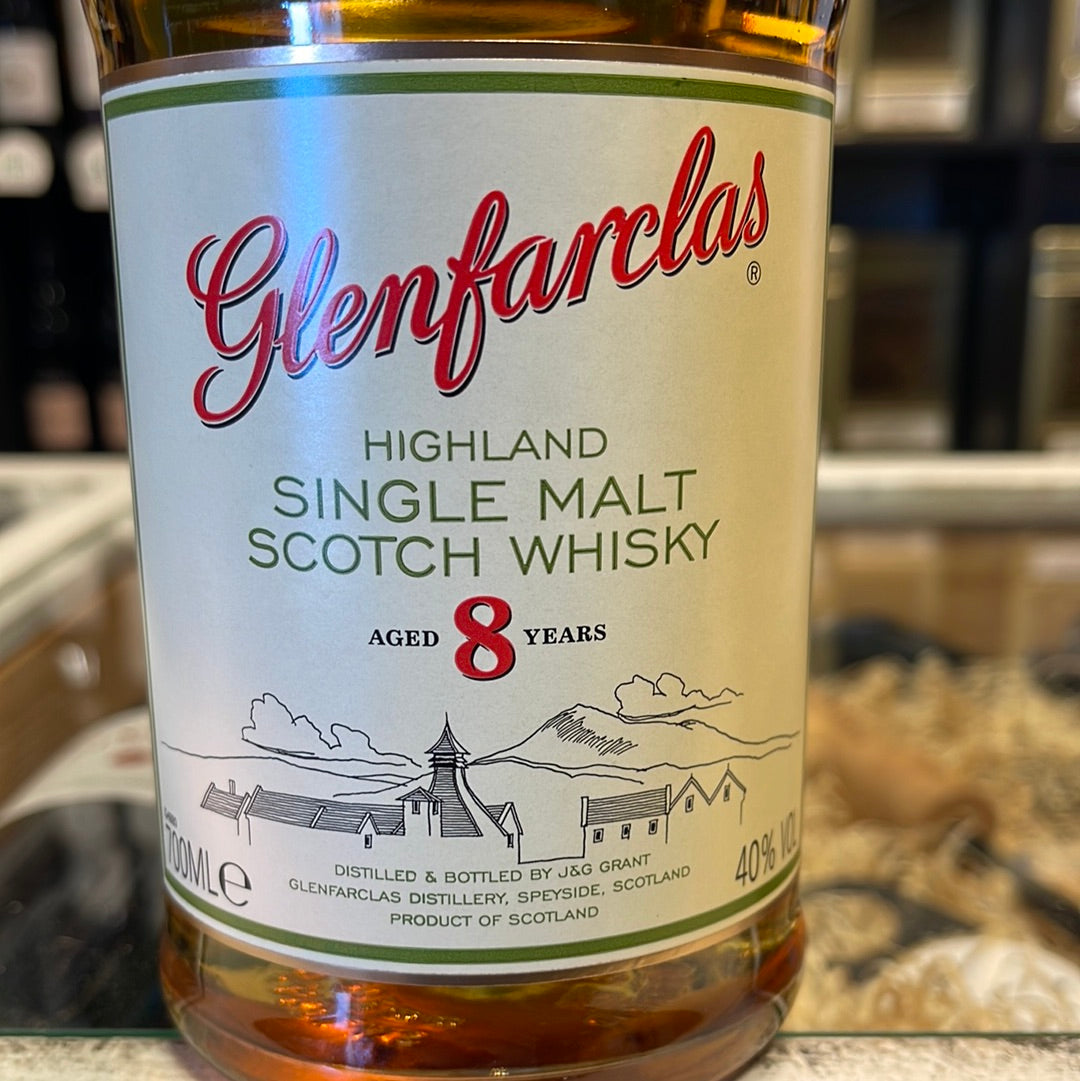 Glenfarclas
®
HIGHLAND
SINGLE MALT
SCOTCH WHISKY
AGED 8 YEARS
700ML e
40% VOL
DISTILLED & BOTTLED BY J&G GRANT
GLENFARCLAS DISTILLERY, SPEYSIDE, SCOTLAND
PRODUCT OF SCOTLAND